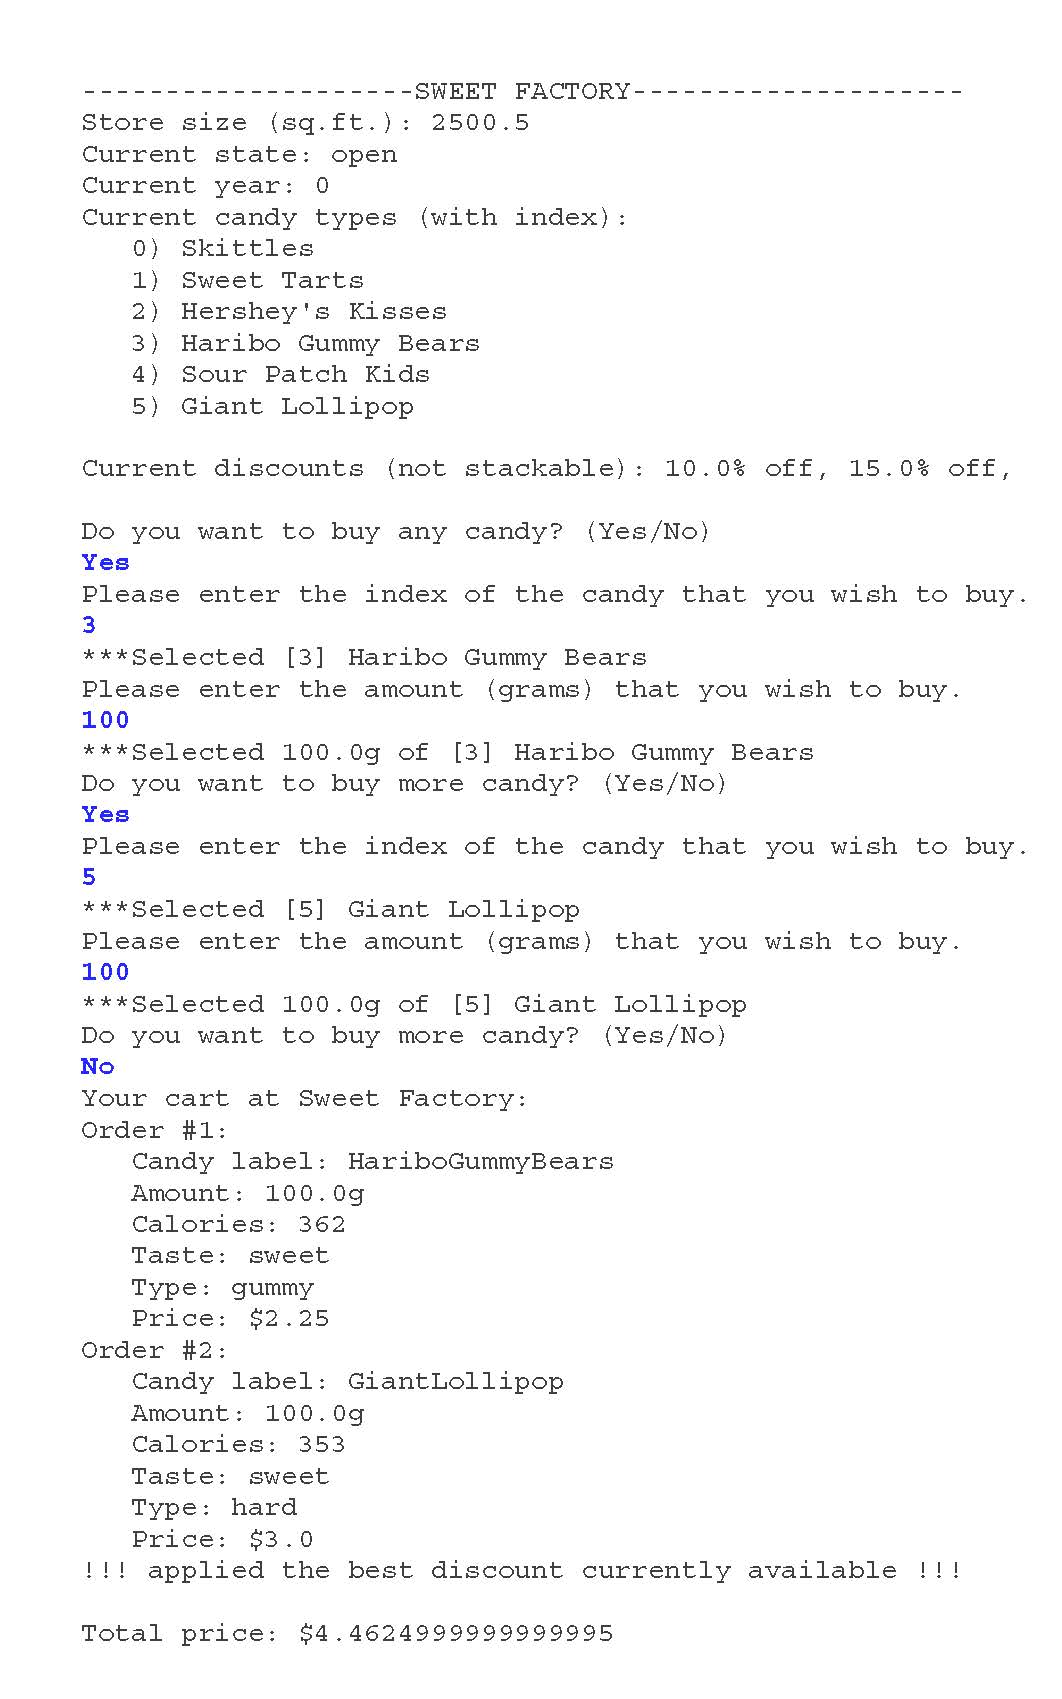 --------------------SWEET FACTORY--------------------
Store size (sq.ft.): 2500.5
Current state: open
Current year: 0
Current candy types (with index):
   0) Skittles
   1) Sweet Tarts
   2) Hershey's Kisses
   3) Haribo Gummy Bears
   4) Sour Patch Kids
   5) Giant Lollipop

Current discounts (not stackable): 10.0% off, 15.0% off,

Do you want to buy any candy? (Yes/No)
Yes
Please enter the index of the candy that you wish to buy.
3
***Selected [3] Haribo Gummy Bears
Please enter the amount (grams) that you wish to buy.
100
***Selected 100.0g of [3] Haribo Gummy Bears
Do you want to buy more candy? (Yes/No)
Yes
Please enter the index of the candy that you wish to buy.
5
***Selected [5] Giant Lollipop
Please enter the amount (grams) that you wish to buy.
100
***Selected 100.0g of [5] Giant Lollipop
Do you want to buy more candy? (Yes/No)
No
Your cart at Sweet Factory:
Order #1:
   Candy label: HariboGummyBears
   Amount: 100.0g
   Calories: 362
   Taste: sweet
   Type: gummy
   Price: $2.25
Order #2:
   Candy label: GiantLollipop
   Amount: 100.0g
   Calories: 353
   Taste: sweet
   Type: hard
   Price: $3.0
!!! applied the best discount currently available !!!

Total price: $4.4624999999999995